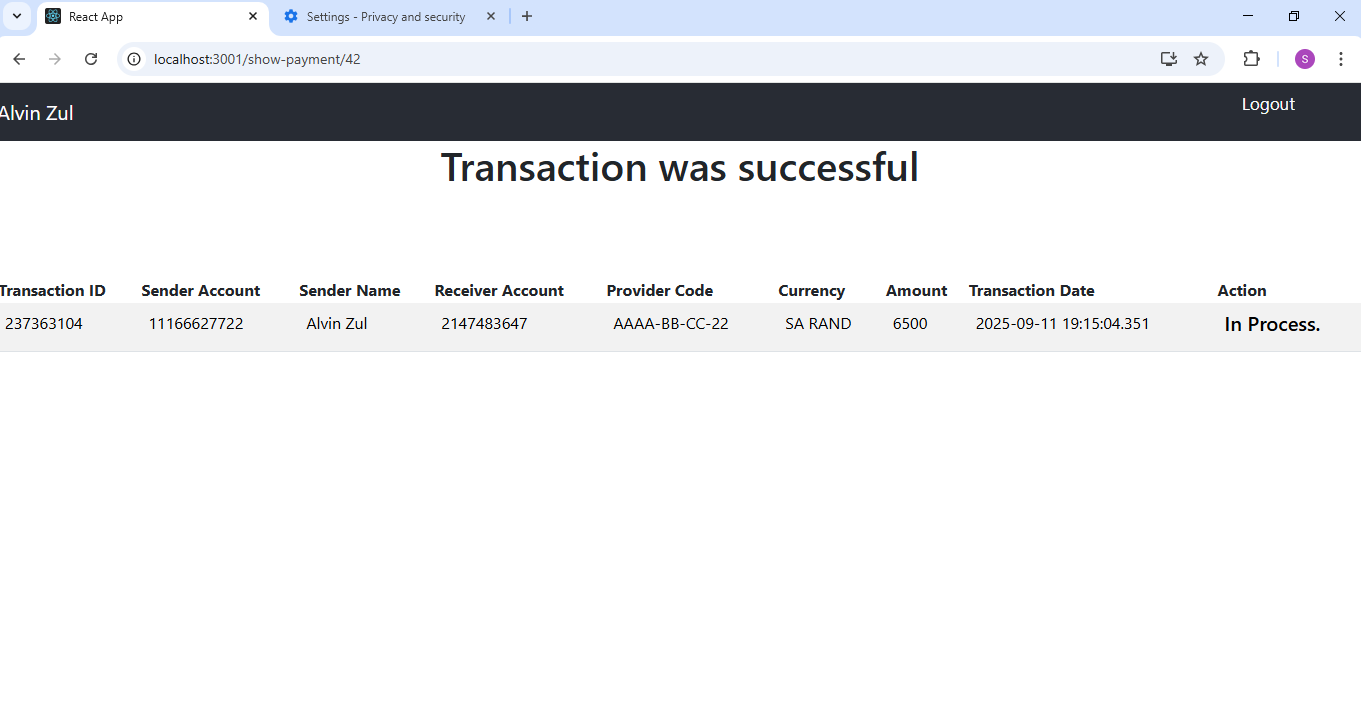 React App
Settings - Privacy and security
localhost:3001/show-payment/42
S
Alvin Zul
Logout
Transaction was successful
Transaction ID Sender Account Sender Name Receiver Account Provider Code Currency Amount Transaction Date Action
237363104 11166627722 Alvin Zul 2147483647 AAAA-BB-CC-22 SA RAND 6500 2025-09-11 19:15:04.351 In Process.